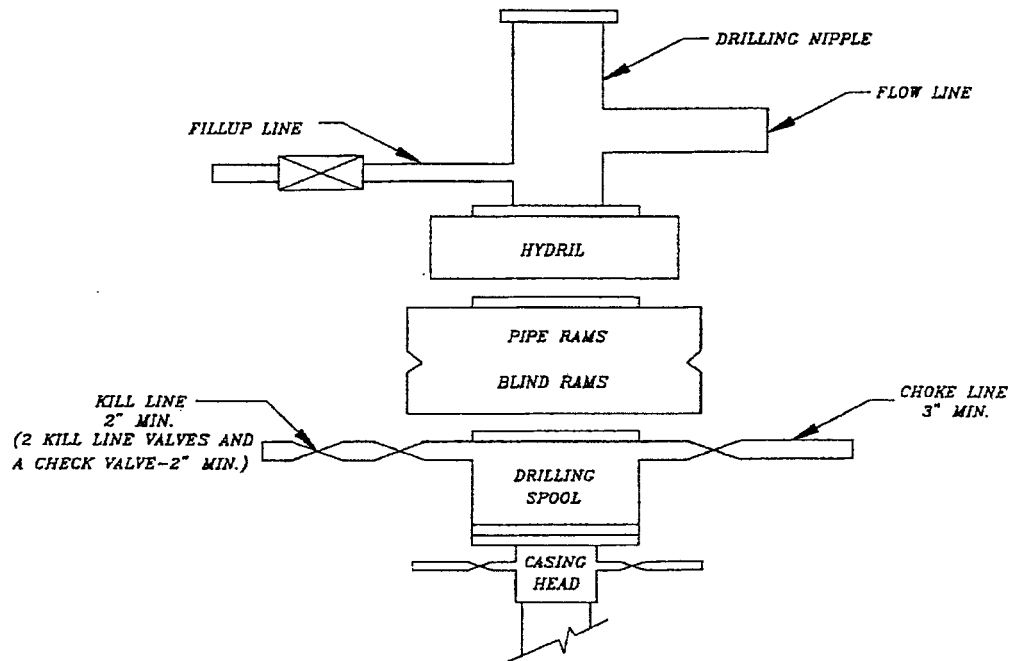 DRILLING NIPPLE
FLOW LINE
FILLUP LINE
HYDRIL
PIPE RAMS
BLIND RAMS
KILL LINE
2" MIN.
(2 KILL LINE VALVES AND
A CHECK VALVE-2" MIN.)
CHOKE LINE
3" MIN.
DRILLING
SPOOL
CASING
HEAD